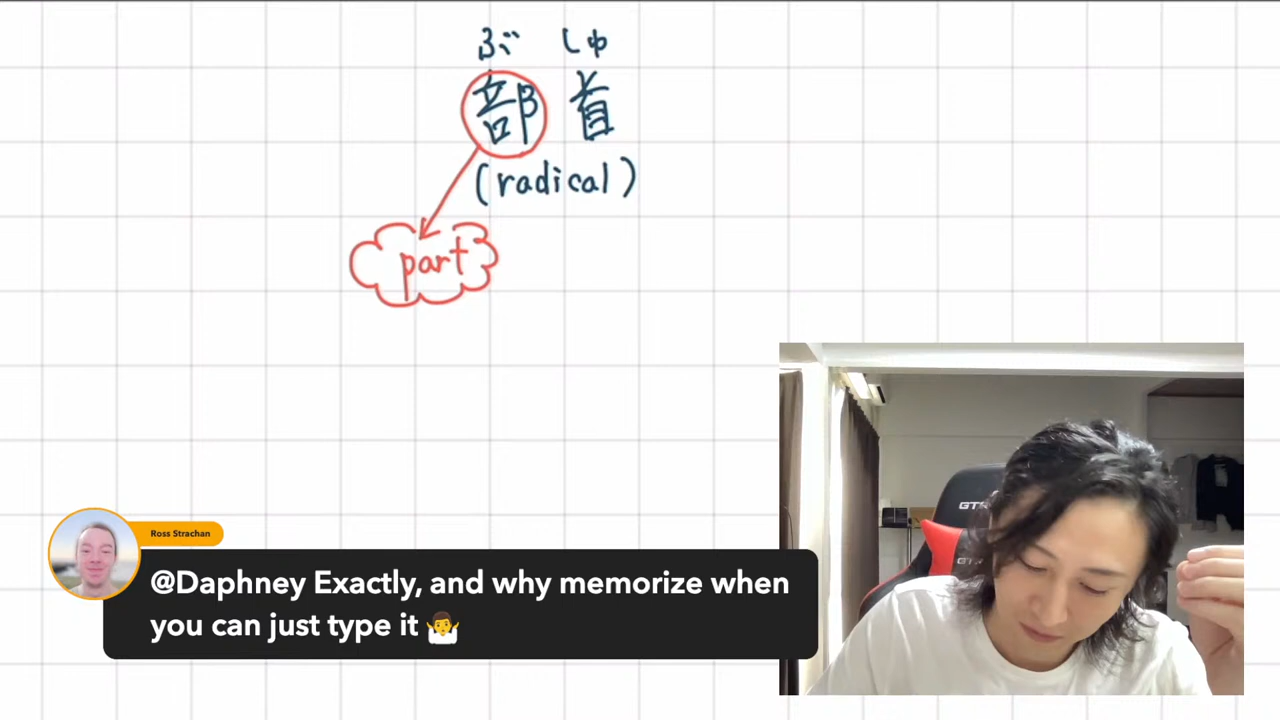 ぶ しゅ
部首
(radical)
part
GT
Ross Strachan
@Daphney Exactly, and why memorize when
you can just type it 🤷‍♂️